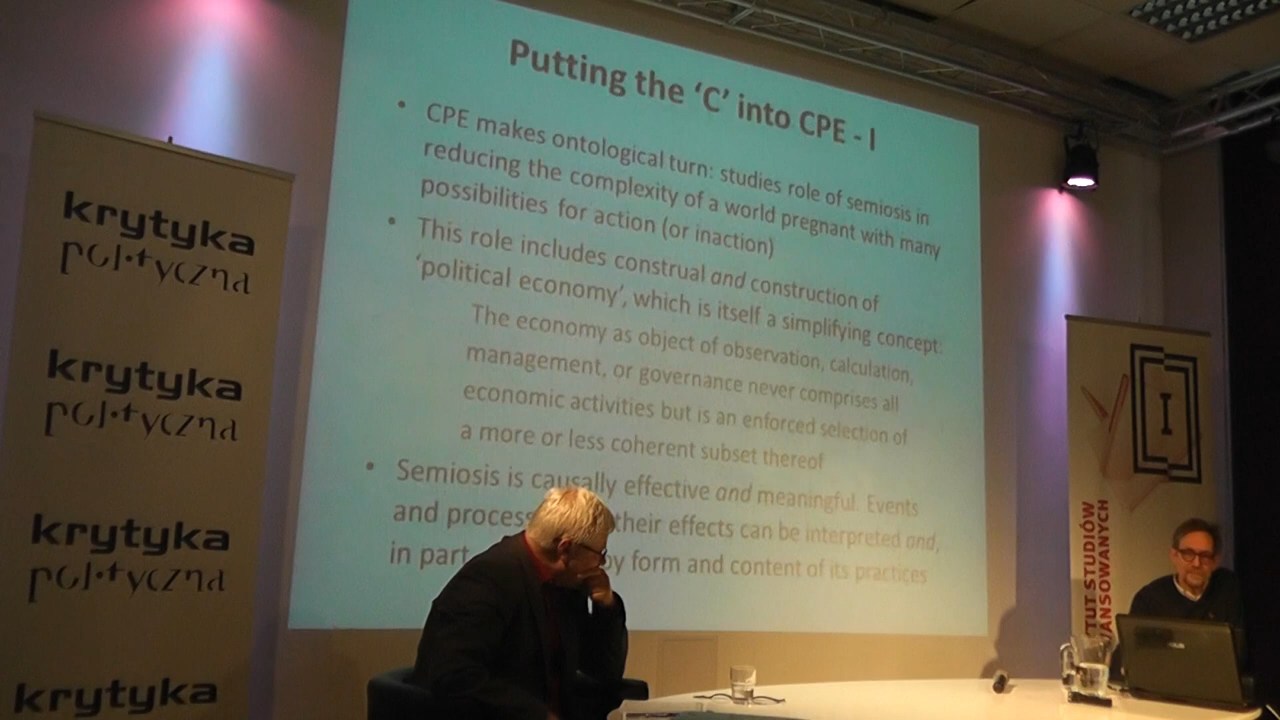 Putting the ‘C’ into CPE - I
• CPE makes ontological turn: studies role of semiosis in
reducing the complexity of a world pregnant with many
possibilities for action (or inaction)
• This role includes construal and construction of
‘political economy’, which is itself a simplifying concept:
The economy as object of observation, calculation,
management, or governance never comprises all
economic activities but is an enforced selection of
a more or less coherent subset thereof
• Semiosis is causally effective and meaningful. Events
and their effects can be interpreted and,
in part by form and content of its practices
krytyka
polityczna
krytyka
polityczna
krytyka
polityczna
krytyka
I
STUDIÓW